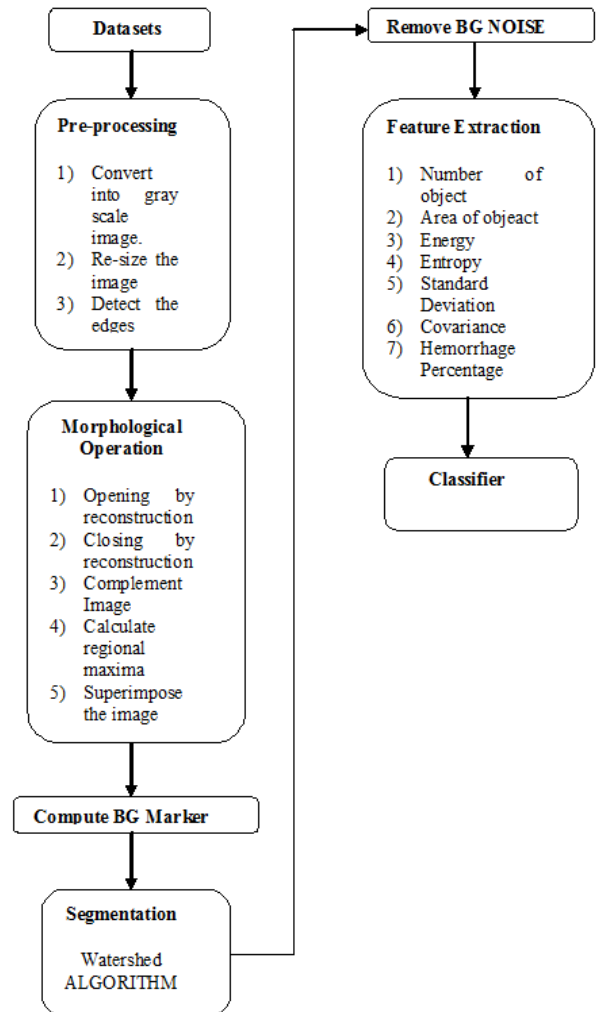 Datasets
Pre-processing
1) Convert
into gray
scale
image.
2) Re-size the
image
3) Detect the
edges
Morphological
Operation
1) Opening by
reconstruction
2) Closing by
reconstruction
3) Complement
Image
4) Calculate
regional
maxima
5) Superimpose
the image
Compute BG Marker
Segmentation
Watershed
ALGORITHM
Remove BG NOISE
Feature Extraction
1) Number of
object
2) Area of objeact
3) Energy
4) Entropy
5) Standard
Deviation
6) Covariance
7) Hemorrhage
Percentage
Classifier